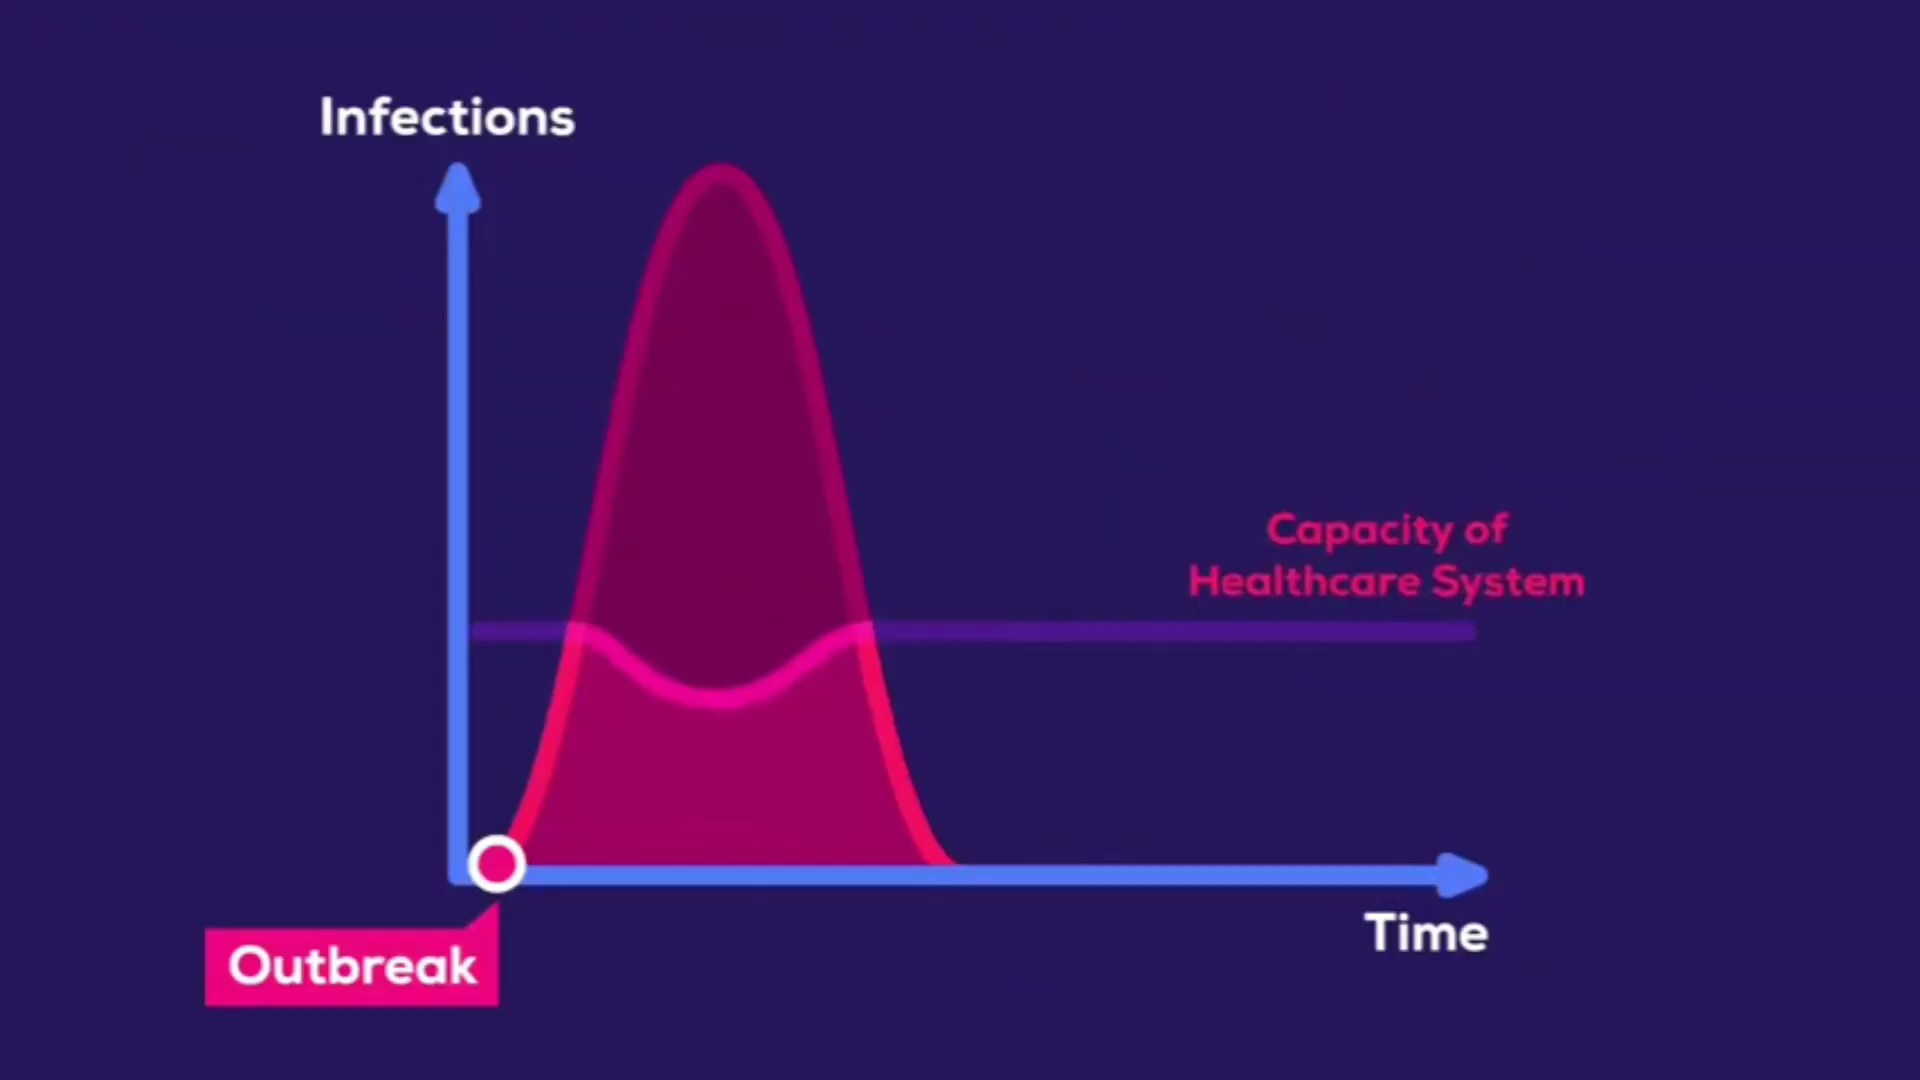 Infections
Capacity of
Healthcare System
Time
Outbreak